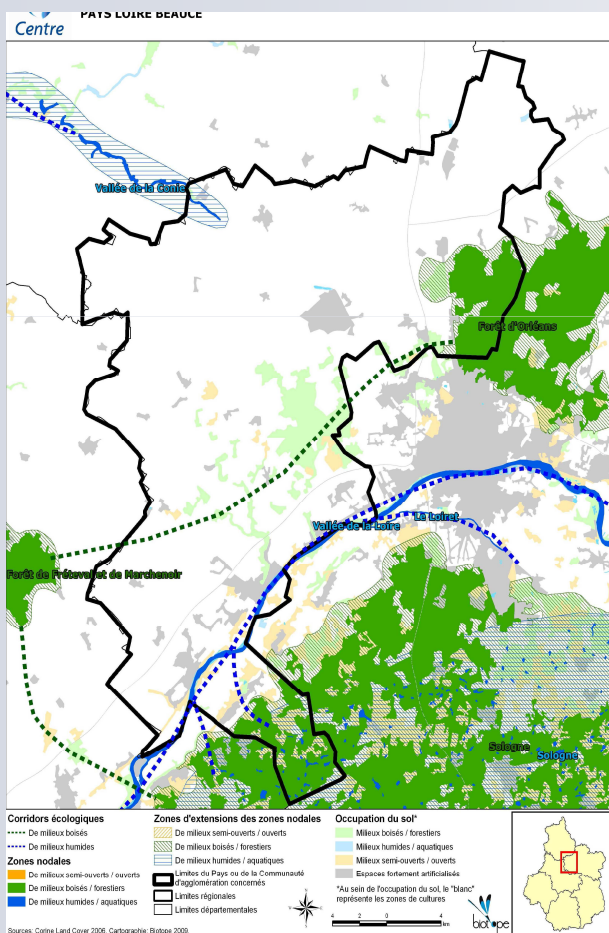 PAYS LOIRE BEAUCE
Centre
Vallée de la Conie
Forêt d'Orléans
Vallée de la Loire
Le Loiret
Forêt de Fréteval et de Marchenoir
Sologne
Sologne
Corridors écologiques
De milieux boisés
De milieux humides
Zones nodales
De milieux semi-ouverts / ouverts
De milieux boisés / forestiers
De milieux humides / aquatiques
Zones d'extensions des zones nodales
De milieux semi-ouverts / ouverts
De milieux boisés / forestiers
De milieux humides / aquatiques
Limites du Pays ou de la Communauté
d'agglomération concernés
Limites régionales
Limites départementales
Occupation du sol*
Milieux boisés / forestiers
Milieux humides / aquatiques
Milieux semi-ouverts / ouverts
Espaces fortement artificialisés
*Au sein de l'occupation du sol, le "blanc"
représente les zones de cultures
4 2 0 4
km
biotope
Sources: Corine Land Cover 2006. Cartographie: Biotope 2009.